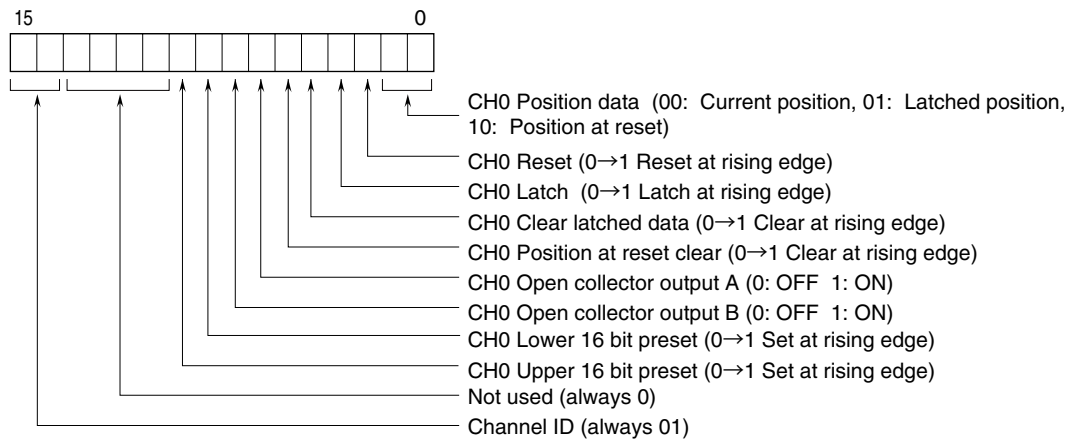 15 0
CH0 Position data (00: Current position, 01: Latched position,
10: Position at reset)
CH0 Reset (0→1 Reset at rising edge)
CH0 Latch (0→1 Latch at rising edge)
CH0 Clear latched data (0→1 Clear at rising edge)
CH0 Position at reset clear (0→1 Clear at rising edge)
CH0 Open collector output A (0: OFF 1: ON)
CH0 Open collector output B (0: OFF 1: ON)
CH0 Lower 16 bit preset (0→1 Set at rising edge)
CH0 Upper 16 bit preset (0→1 Set at rising edge)
Not used (always 0)
Channel ID (always 01)